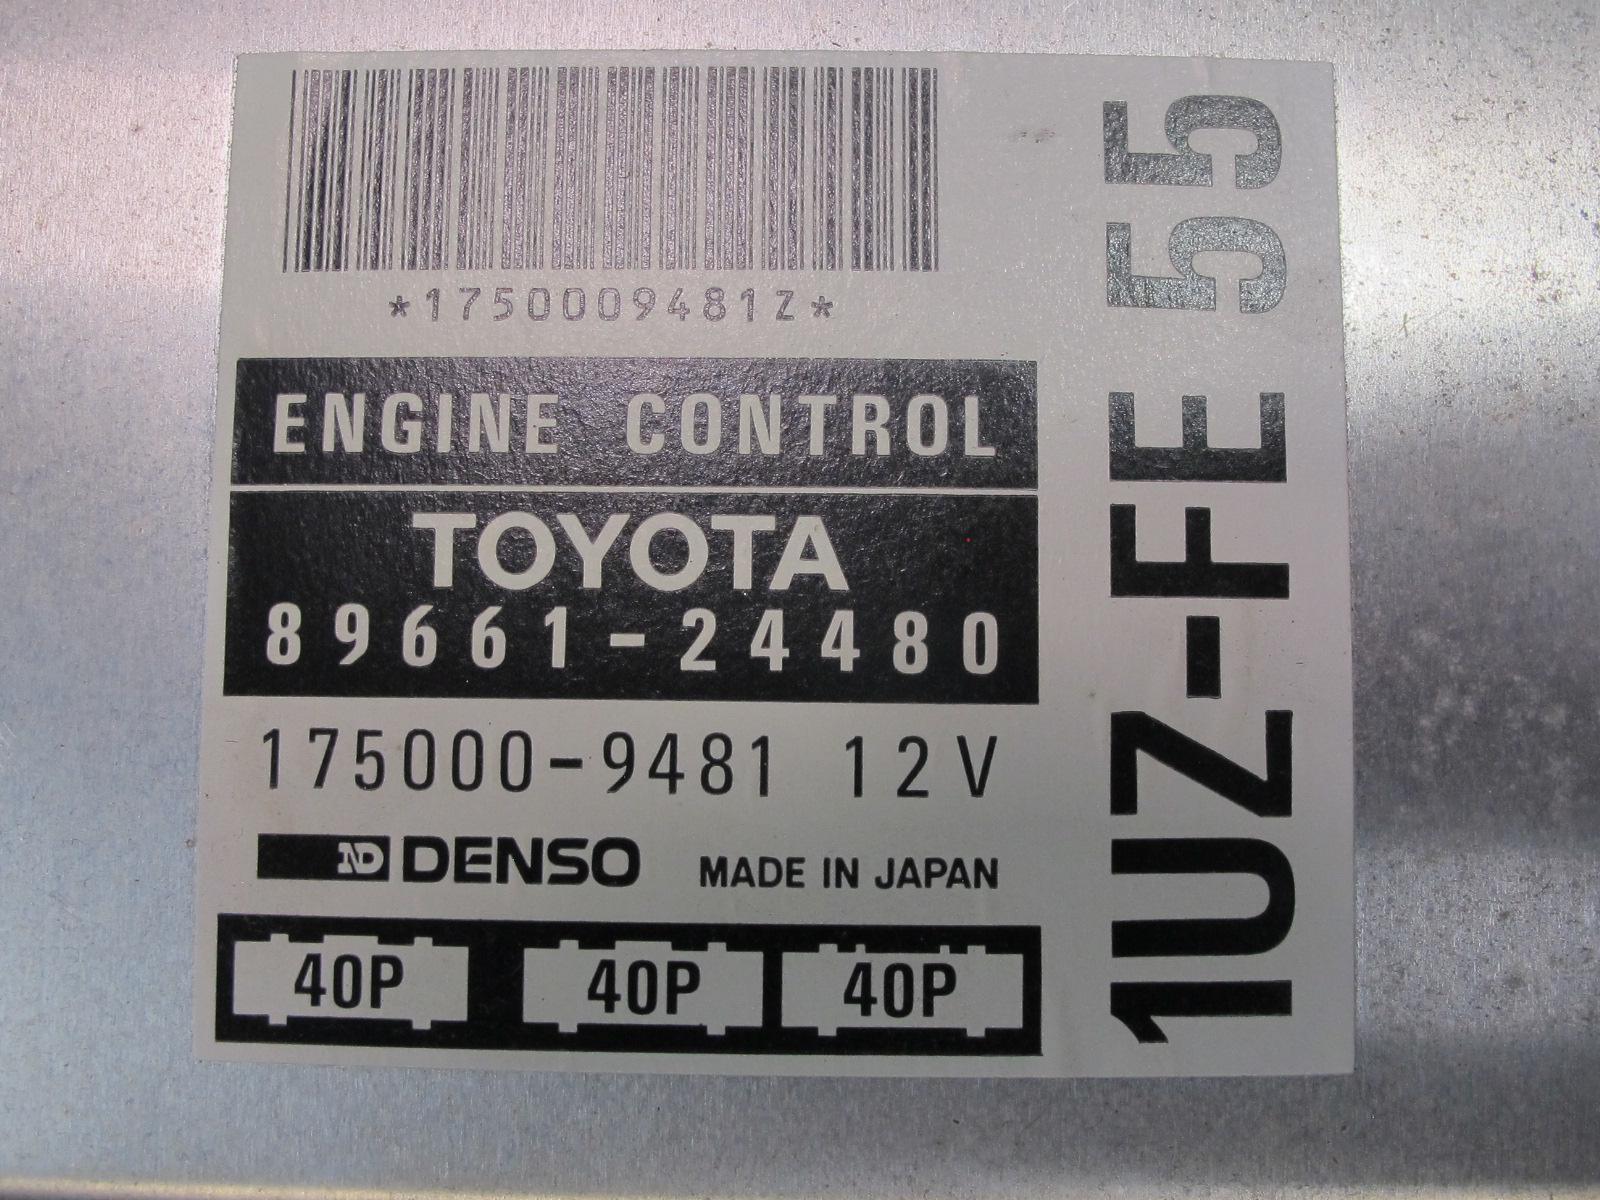 *1750009481Z*
ENGINE CONTROL
TOYOTA
89661-24480
175000-9481 12V
ND DENSO MADE IN JAPAN
40P 40P 40P
1UZ-FE 55